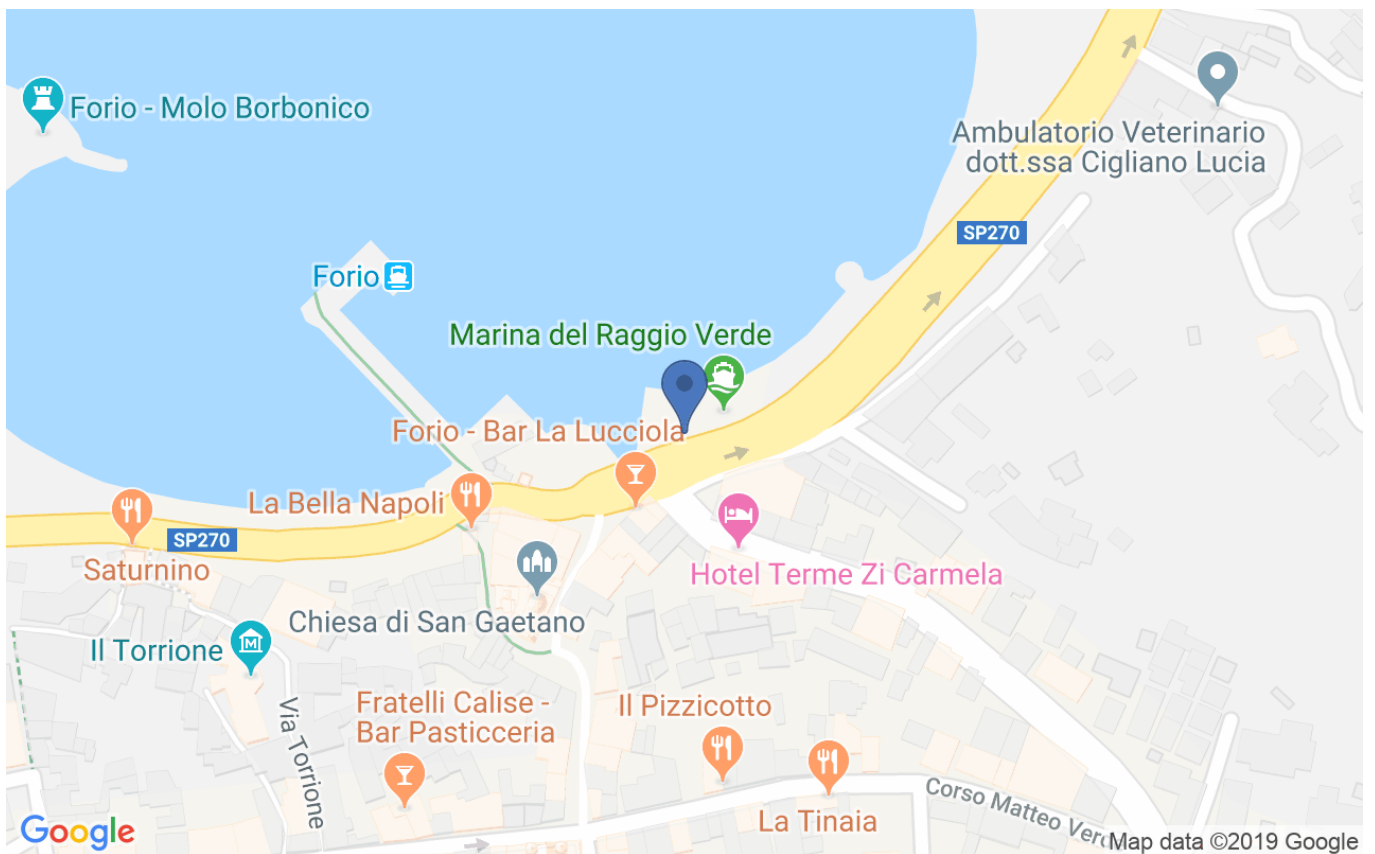 Forio - Molo Borbonico
Ambulatorio Veterinario
dott.ssa Cigliano Lucia
SP270
Forio
Marina del Raggio Verde
Forio - Bar La Lucciola
La Bella Napoli
SP270
Saturnino
Hotel Terme Zi Carmela
Chiesa di San Gaetano
Il Torrione
M
Via Torrione
Fratelli Calise -
Bar Pasticceria
Il Pizzicotto
La Tinaia
Corso Matteo
Google
Map data ©2019 Google